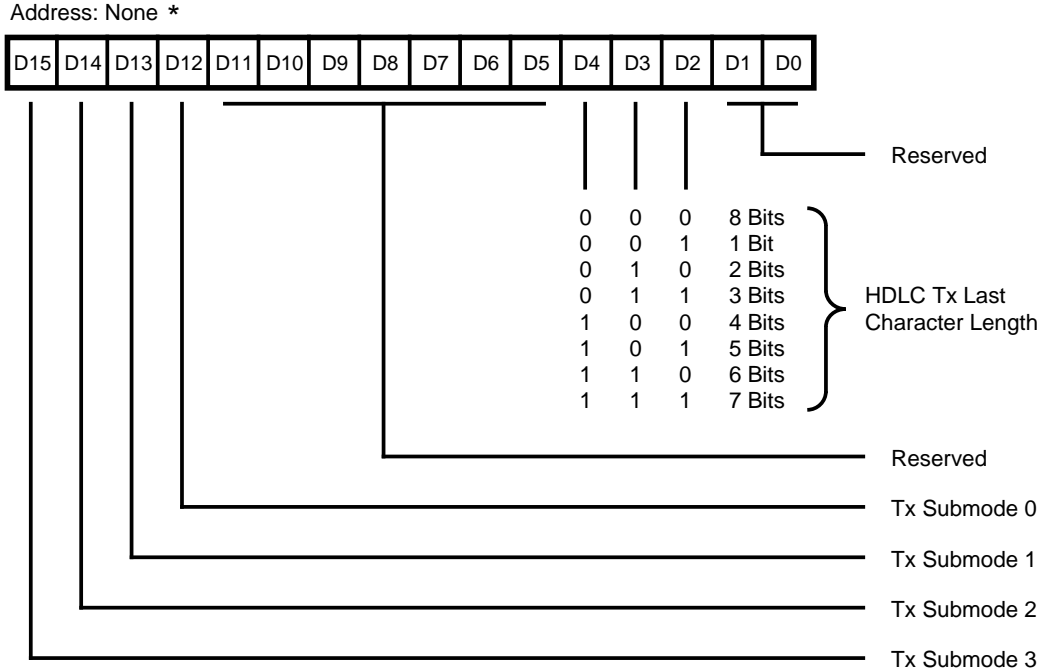 Address: None *
D15 D14 D13 D12 D11 D10 D9 D8 D7 D6 D5 D4 D3 D2 D1 D0
Reserved
0 0 0 8 Bits
0 0 1 1 Bit
0 1 0 2 Bits
0 1 1 3 Bits
1 0 0 4 Bits
1 0 1 5 Bits
1 1 0 6 Bits
1 1 1 7 Bits
HDLC Tx Last
Character Length
Reserved
Tx Submode 0
Tx Submode 1
Tx Submode 2
Tx Submode 3